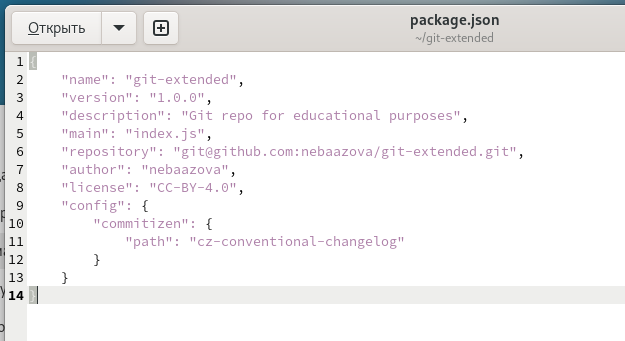 Открыть
package.json
~/git-extended
1 {
2     "name": "git-extended",
3     "version": "1.0.0",
4     "description": "Git repo for educational purposes",
5     "main": "index.js",
6     "repository": "git@github.com:nebaazova/git-extended.git",
7     "author": "nebaazova",
8     "license": "CC-BY-4.0",
9     "config": {
10         "commitizen": {
11             "path": "cz-conventional-changelog"
12         }
13     }
14 }